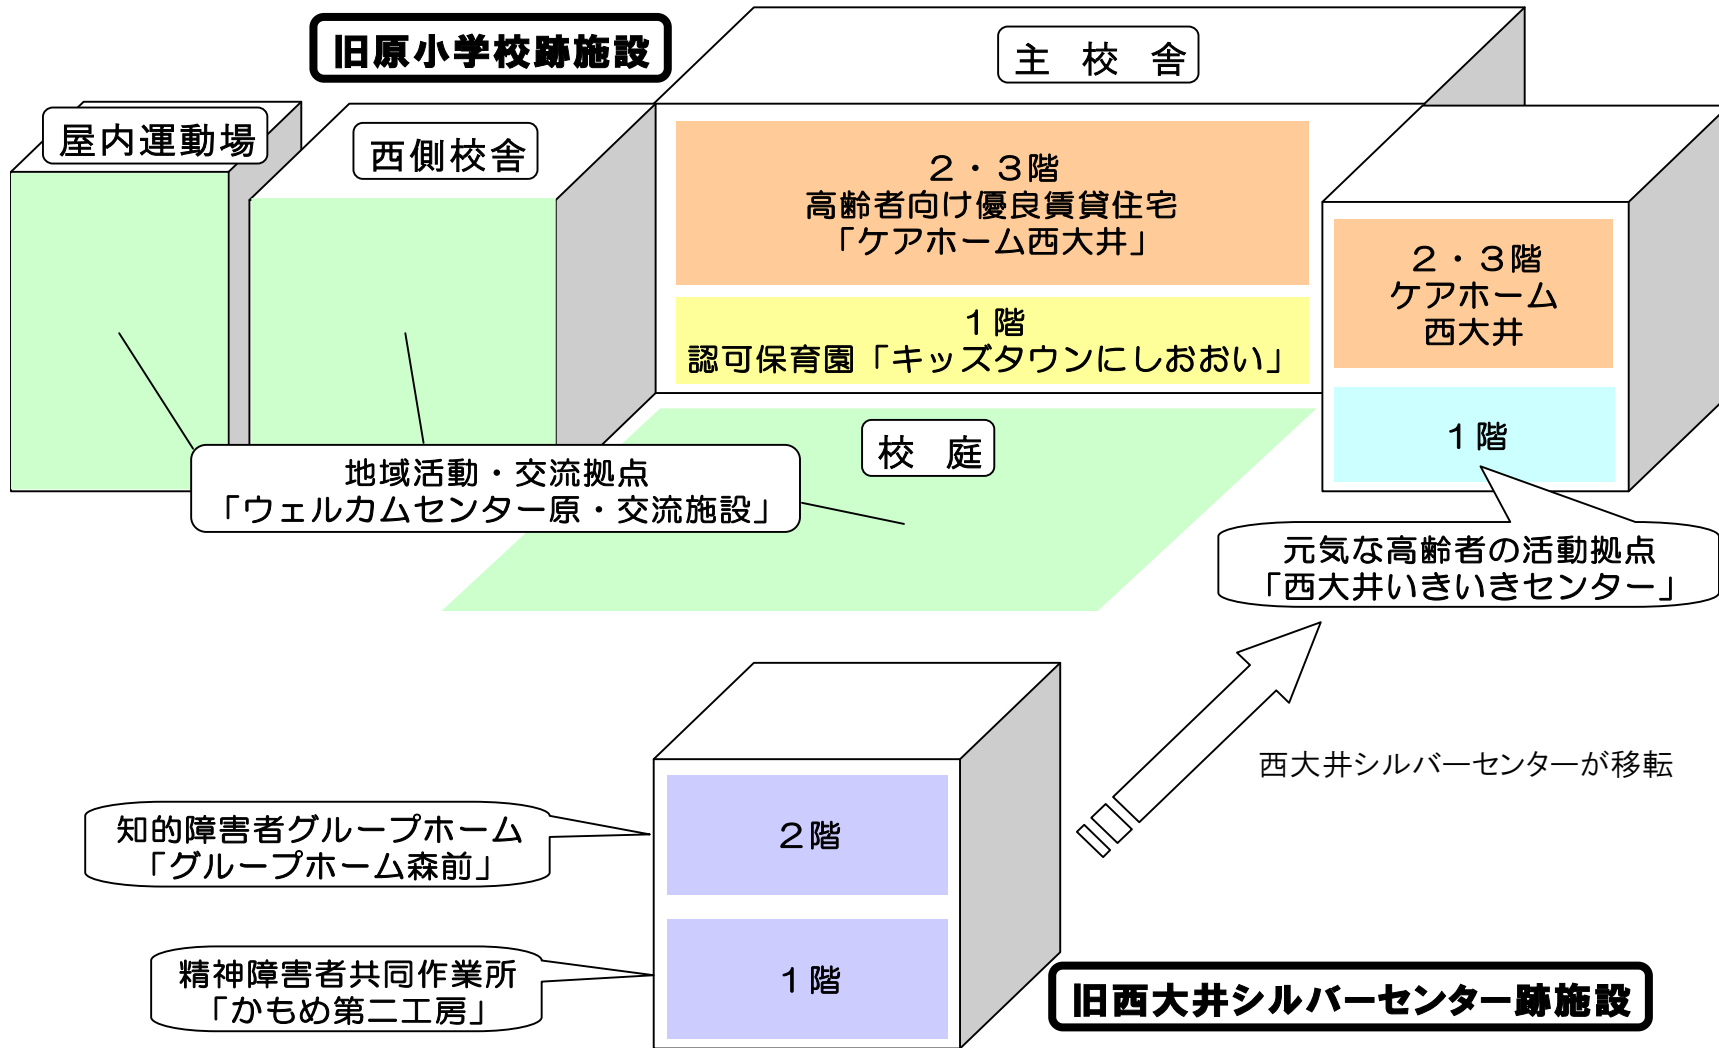 旧原小学校跡施設
主 校 舎
屋内運動場
西側校舎
2・3階
高齢者向け優良賃貸住宅
「ケアホーム西大井」
1階
認可保育園「キッズタウンにしおおい」
2・3階
ケアホーム
西大井
1階
校 庭
地域活動・交流拠点
「ウェルカムセンター原・交流施設」
元気な高齢者の活動拠点
「西大井いきいきセンター」
西大井シルバーセンターが移転
知的障害者グループホーム
「グループホーム森前」
2階
精神障害者共同作業所
「かもめ第二工房」
1階
旧西大井シルバーセンター跡施設